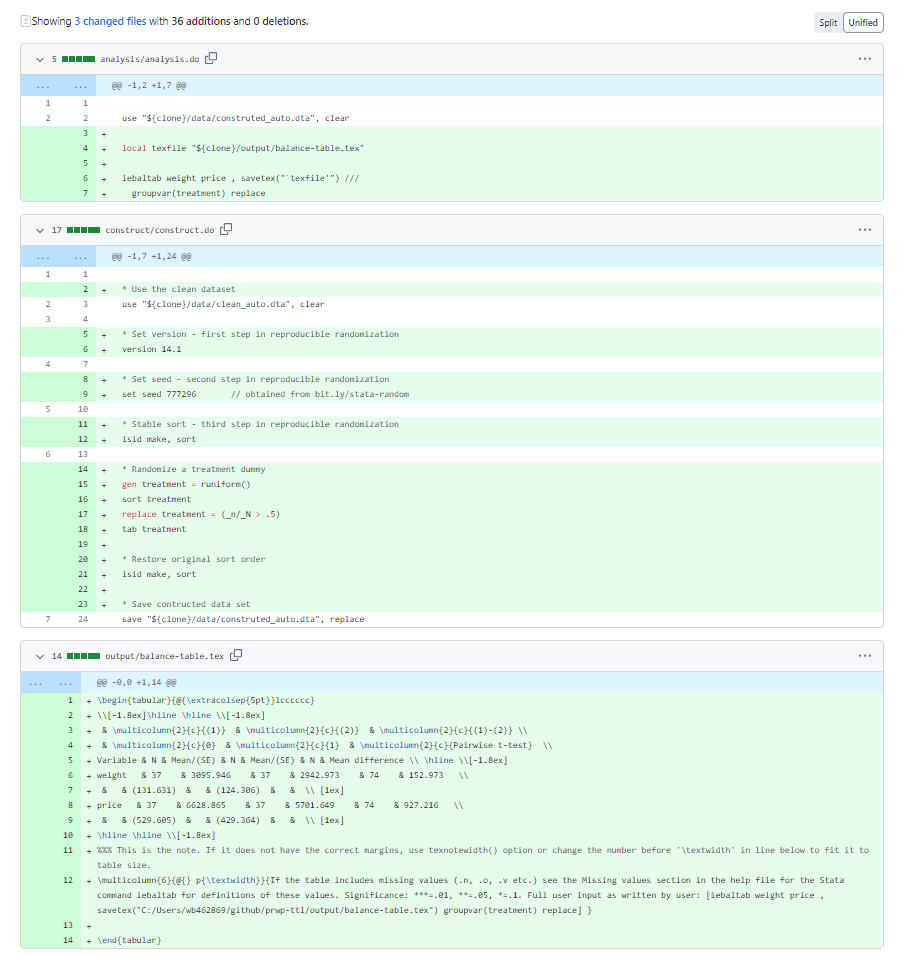 Showing 3 changed files with 36 additions and 0 deletions.
Split Unified
5 analysis/analysis.do
... ... @@ -1,2 +1,7 @@
1 1
2 2 use "${clone}/data/construted_auto.dta", clear
3 +
4 + local texfile "${clone}/output/balance-table.tex"
5 +
6 + iebaltab weight price , savetex("`texfile'") ///
7 + groupvar(treatment) replace
17 construct/construct.do
... ... @@ -1,7 +1,24 @@
1 1
2 + * Use the clean dataset
2 3 use "${clone}/data/clean_auto.dta", clear
3 4
5 + * Set version - first step in reproducible randomization
6 + version 14.1
4 7
8 + * Set seed - second step in reproducible randomization
9 + set seed 777296 // obtained from bit.ly/stata-random
5 10
11 + * Stable sort - third step in reproducible randomization
12 + isid make, sort
6 13
14 + * Randomize a treatment dummy
15 + gen treatment = runiform()
16 + sort treatment
17 + replace treatment = (_n/_N > .5)
18 + tab treatment
19 +
20 + * Restore original sort order
21 + isid make, sort
22 +
23 + * Save contructed data set
7 24 save "${clone}/data/construted_auto.dta", replace
14 output/balance-table.tex
... ... @@ -0,0 +1,14 @@
1 + \begin{tabular}{@{\extracolsep{5pt}}lcccccc}
2 + \\[-1.8ex]\hline \hline \\[-1.8ex]
3 + & \multicolumn{2}{c}{(1)} & \multicolumn{2}{c}{(2)} & \multicolumn{2}{c}{(1)-(2)} \\
4 + & \multicolumn{2}{c}{0} & \multicolumn{2}{c}{1} & \multicolumn{2}{c}{Pairwise t-test} \\
5 + Variable & N & Mean/(SE) & N & Mean/(SE) & N & Mean difference \\ \hline \\[-1.8ex]
6 + weight & 37 & 3095.946 & 37 & 2942.973 & 74 & 152.973 \\
7 + & & (131.631) & & (124.306) & & \\ [1ex]
8 + price & 37 & 6628.865 & 37 & 5701.649 & 74 & 927.216 \\
9 + & & (529.605) & & (429.364) & & \\ [1ex]
10 + \hline \hline \\[-1.8ex]
11 + %%% This is the note. If it does not have the correct margins, use texnotewidth() option or change the number before '\textwidth' in line below to fit it to
table size.
12 + \multicolumn{6}{@{} p{\textwidth}}{If the table includes missing values (.n, .o, .v etc.) see the Missing values section in the help file for the Stata
command iebaltab for definitions of these values. Significance: ***=.01, **=.05, *=.1. Full user input as written by user: [iebaltab weight price ,
savetex("C:/Users/wb462869/github/prwp-ttl/output/balance-table.tex") groupvar(treatment) replace] }
13 +
14 + \end{tabular}